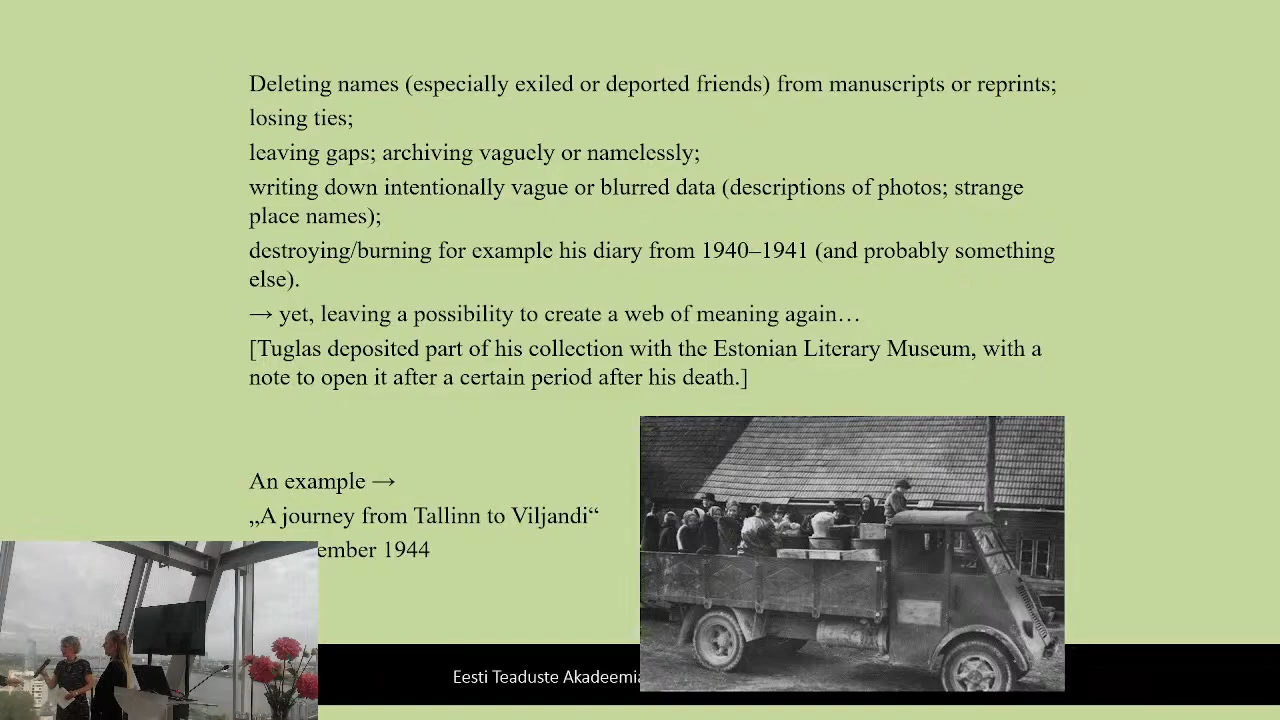 Deleting names (especially exiled or deported friends) from manuscripts or reprints;
losing ties;
leaving gaps; archiving vaguely or namelessly;
writing down intentionally vague or blurred data (descriptions of photos; strange
place names);
destroying/burning for example his diary from 1940–1941 (and probably something
else).
→ yet, leaving a possibility to create a web of meaning again…
[Tuglas deposited part of his collection with the Estonian Literary Museum, with a
note to open it after a certain period after his death.]
An example →
„A journey from Tallinn to Viljandi“
1944
Eesti Teaduste